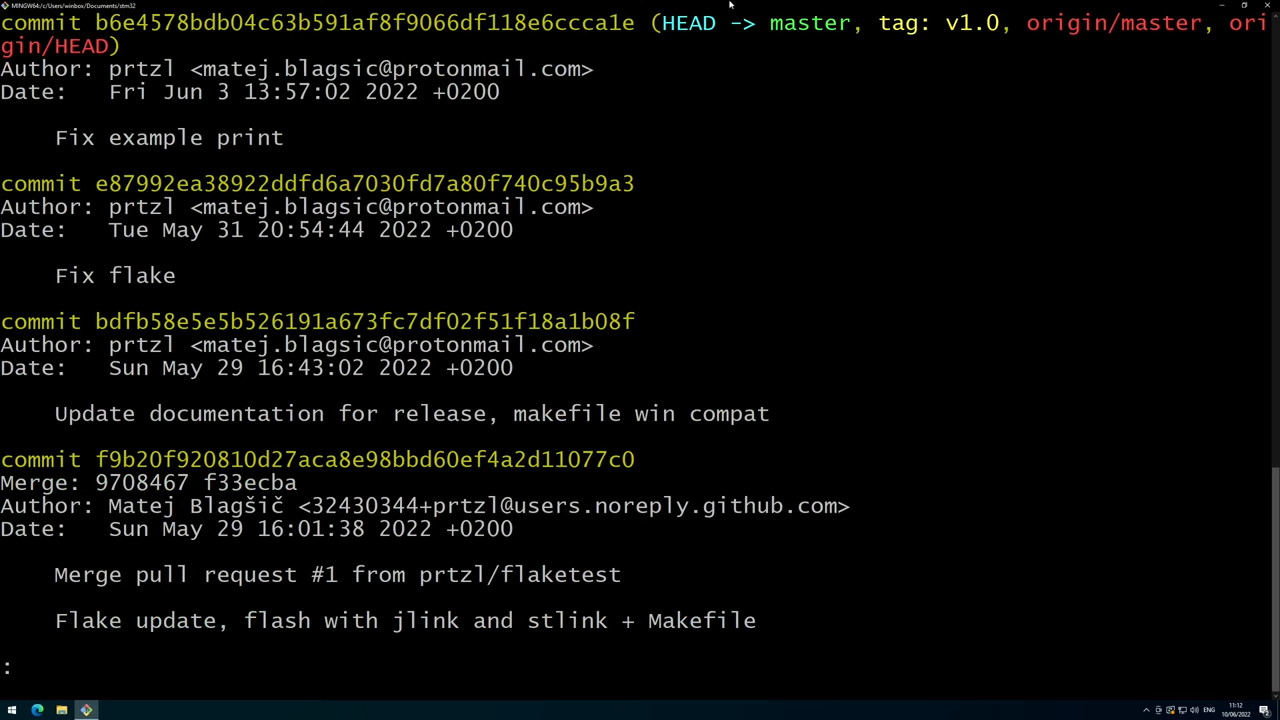 MINGW64:/c/Users/winbox/Documents/stm32
commit b6e4578bdb04c63b591af8f9066df118e6ccca1e (HEAD -> master, tag: v1.0, origin/master, ori
gin/HEAD)
Author: prtzl <matej.blagsic@protonmail.com>
Date:   Fri Jun 3 13:57:02 2022 +0200
    Fix example print
commit e87992ea38922ddfd6a7030fd7a80f740c95b9a3
Author: prtzl <matej.blagsic@protonmail.com>
Date:   Tue May 31 20:54:44 2022 +0200
    Fix flake
commit bdfb58e5e5b526191a673fc7df02f51f18a1b08f
Author: prtzl <matej.blagsic@protonmail.com>
Date:   Sun May 29 16:43:02 2022 +0200
    Update documentation for release, makefile win compat
commit f9b20f920810d27aca8e98bbd60ef4a2d11077c0
Merge: 9708467 f33ecba
Author: Matej Blagšič <32430344+prtzl@users.noreply.github.com>
Date:   Sun May 29 16:01:38 2022 +0200
    Merge pull request #1 from prtzl/flaketest
    Flake update, flash with jlink and stlink + Makefile
:
ENG
11:12
10/06/2022